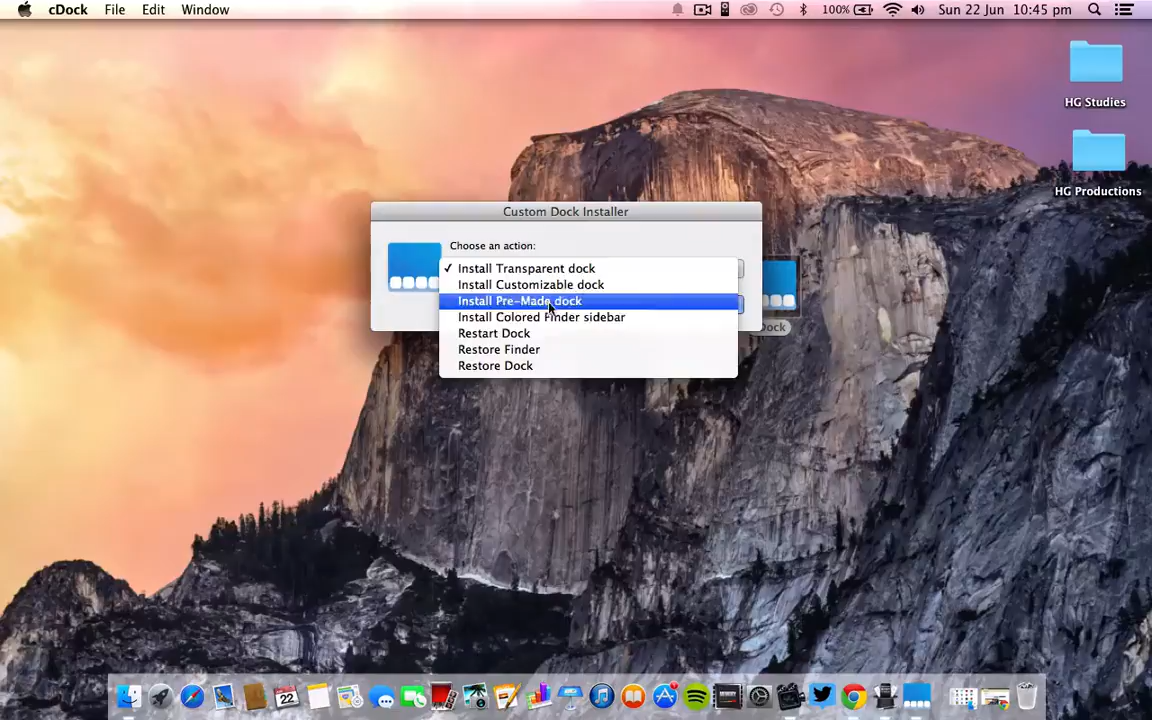 cDock File Edit Window
100% Sun 22 Jun 10:45 pm
HG Studies
HG Productions
Custom Dock Installer
Choose an action:
✓ Install Transparent dock
Install Customizable dock
Install Pre-Made dock
Install Colored Finder sidebar
Restart Dock
Restore Finder
Restore Dock
Dock
22